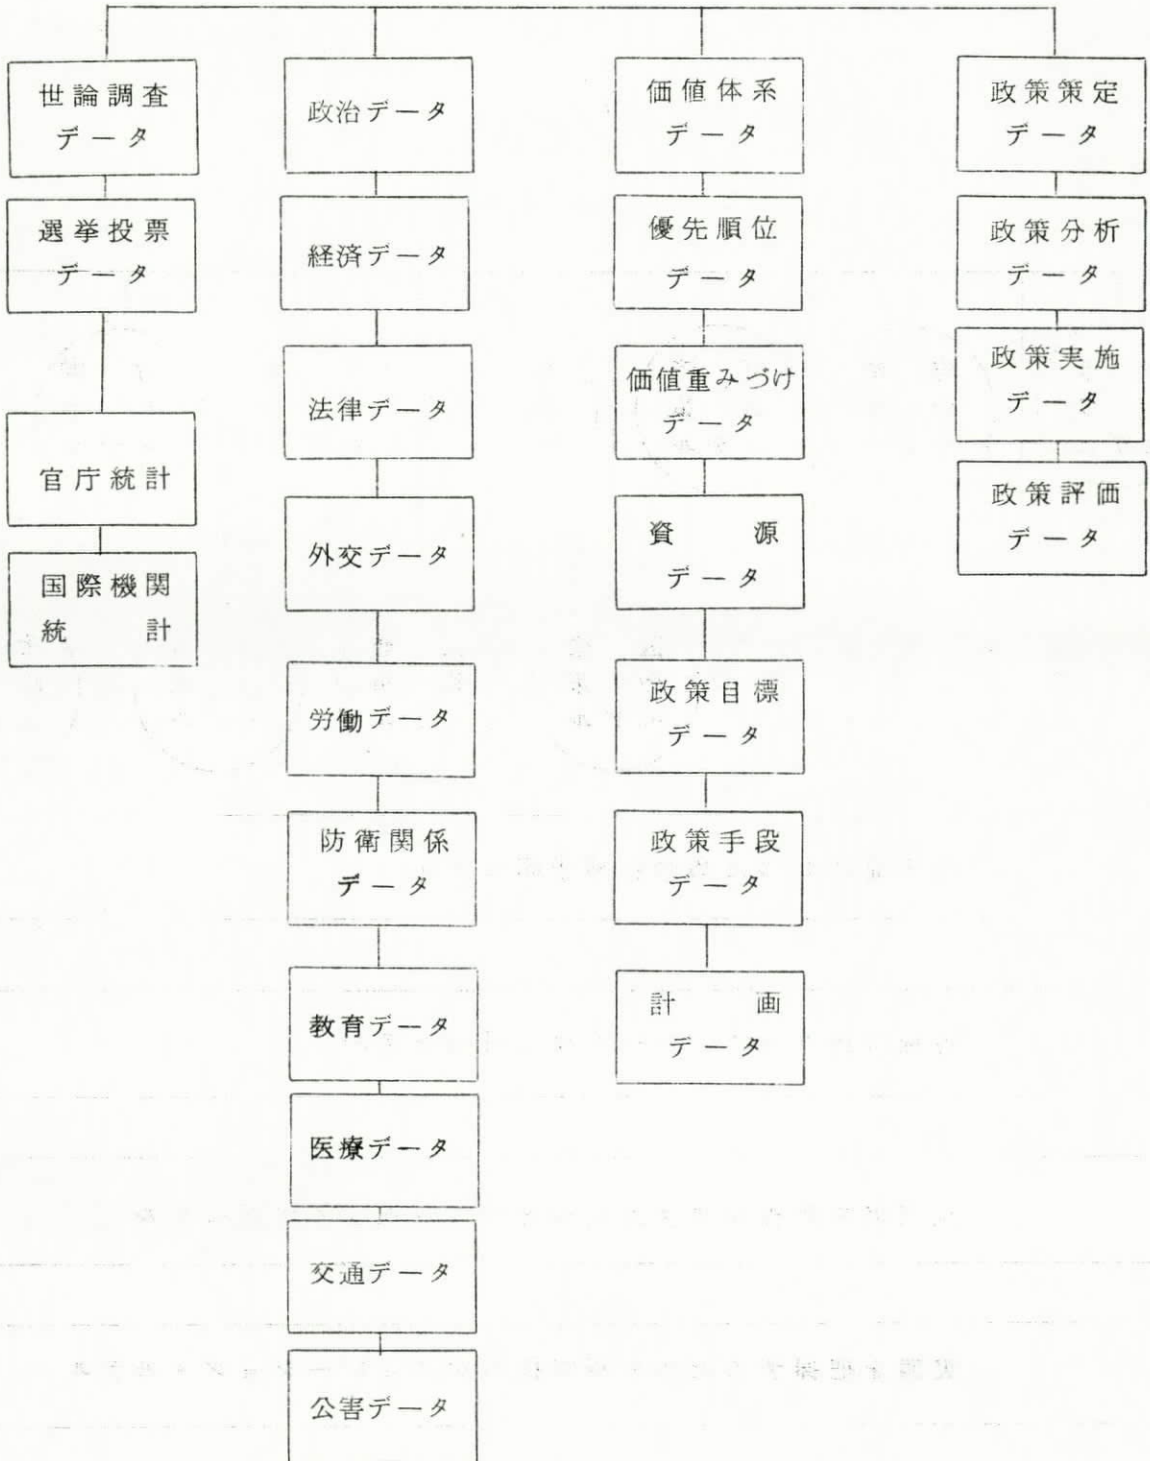 世論調査
データ
選挙投票
データ
官庁統計
国際機関
統計
政治データ
経済データ
法律データ
外交データ
労働データ
防衛関係
データ
教育データ
医療データ
交通データ
公害データ
価値体系
データ
優先順位
データ
価値重みづけ
データ
資源
データ
政策目標
データ
政策手段
データ
計画
データ
政策策定
データ
政策分析
データ
政策実施
データ
政策評価
データ